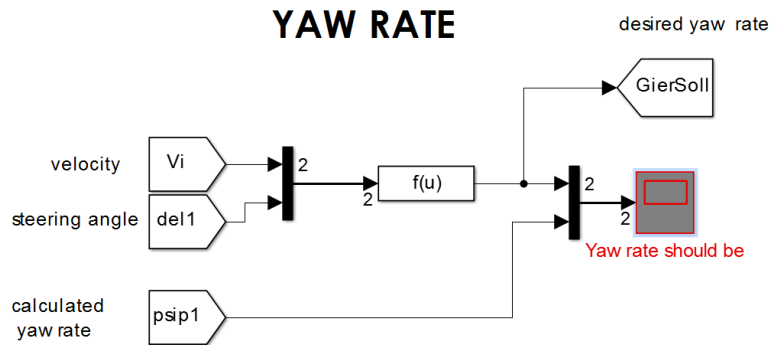 YAW RATE
desired yaw rate
GierSoll
velocity
Vi
2
f(u)
2
2
2
steering angle
del1
Yaw rate should be
calculated
yaw rate
psip1